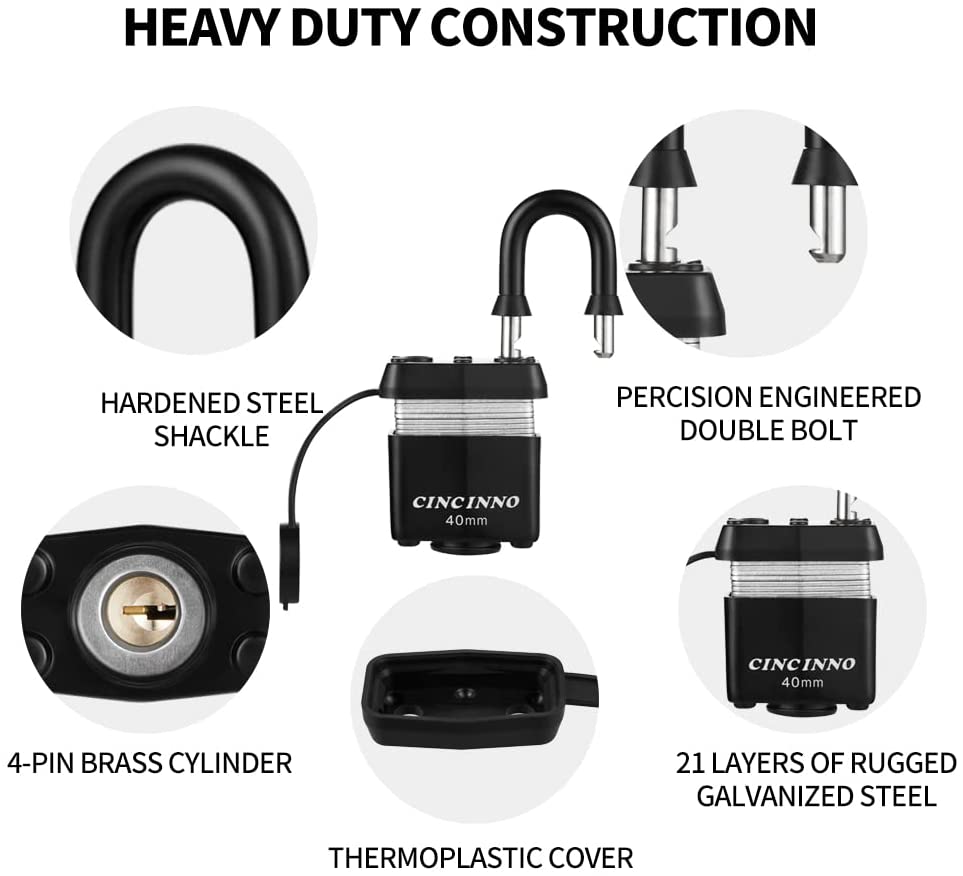 HEAVY DUTY CONSTRUCTION
HARDENED STEEL
SHACKLE
PERCISION ENGINEERED
DOUBLE BOLT
CINCINNO
40mm
4-PIN BRASS CYLINDER
THERMOPLASTIC COVER
CINCINNO
40mm
21 LAYERS OF RUGGED
GALVANIZED STEEL